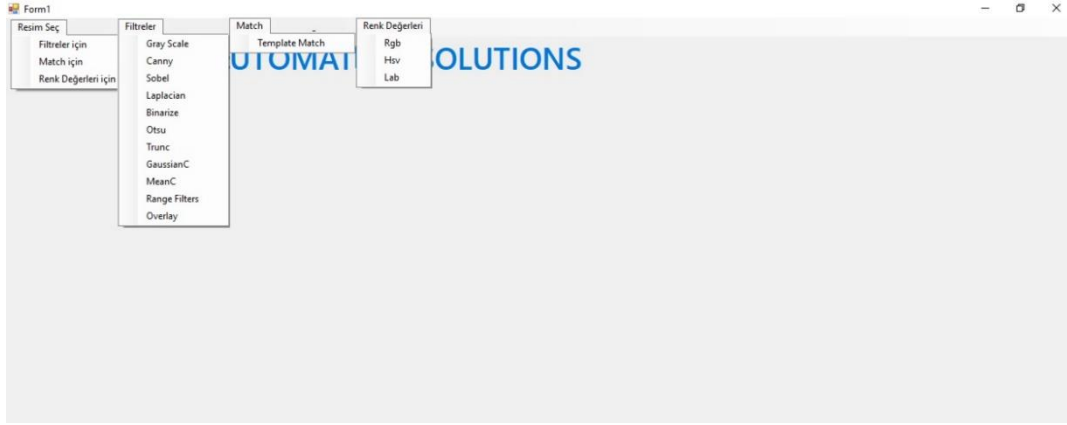 Form1
Resim Seç
Filtreler için
Match için
Renk Değerleri için
Filtreler
Gray Scale
Canny
Sobel
Laplacian
Binarize
Otsu
Trunc
GaussianC
MeanC
Range Filters
Overlay
Match
Template Match
Renk Değerleri
Rgb
Hsv
Lab